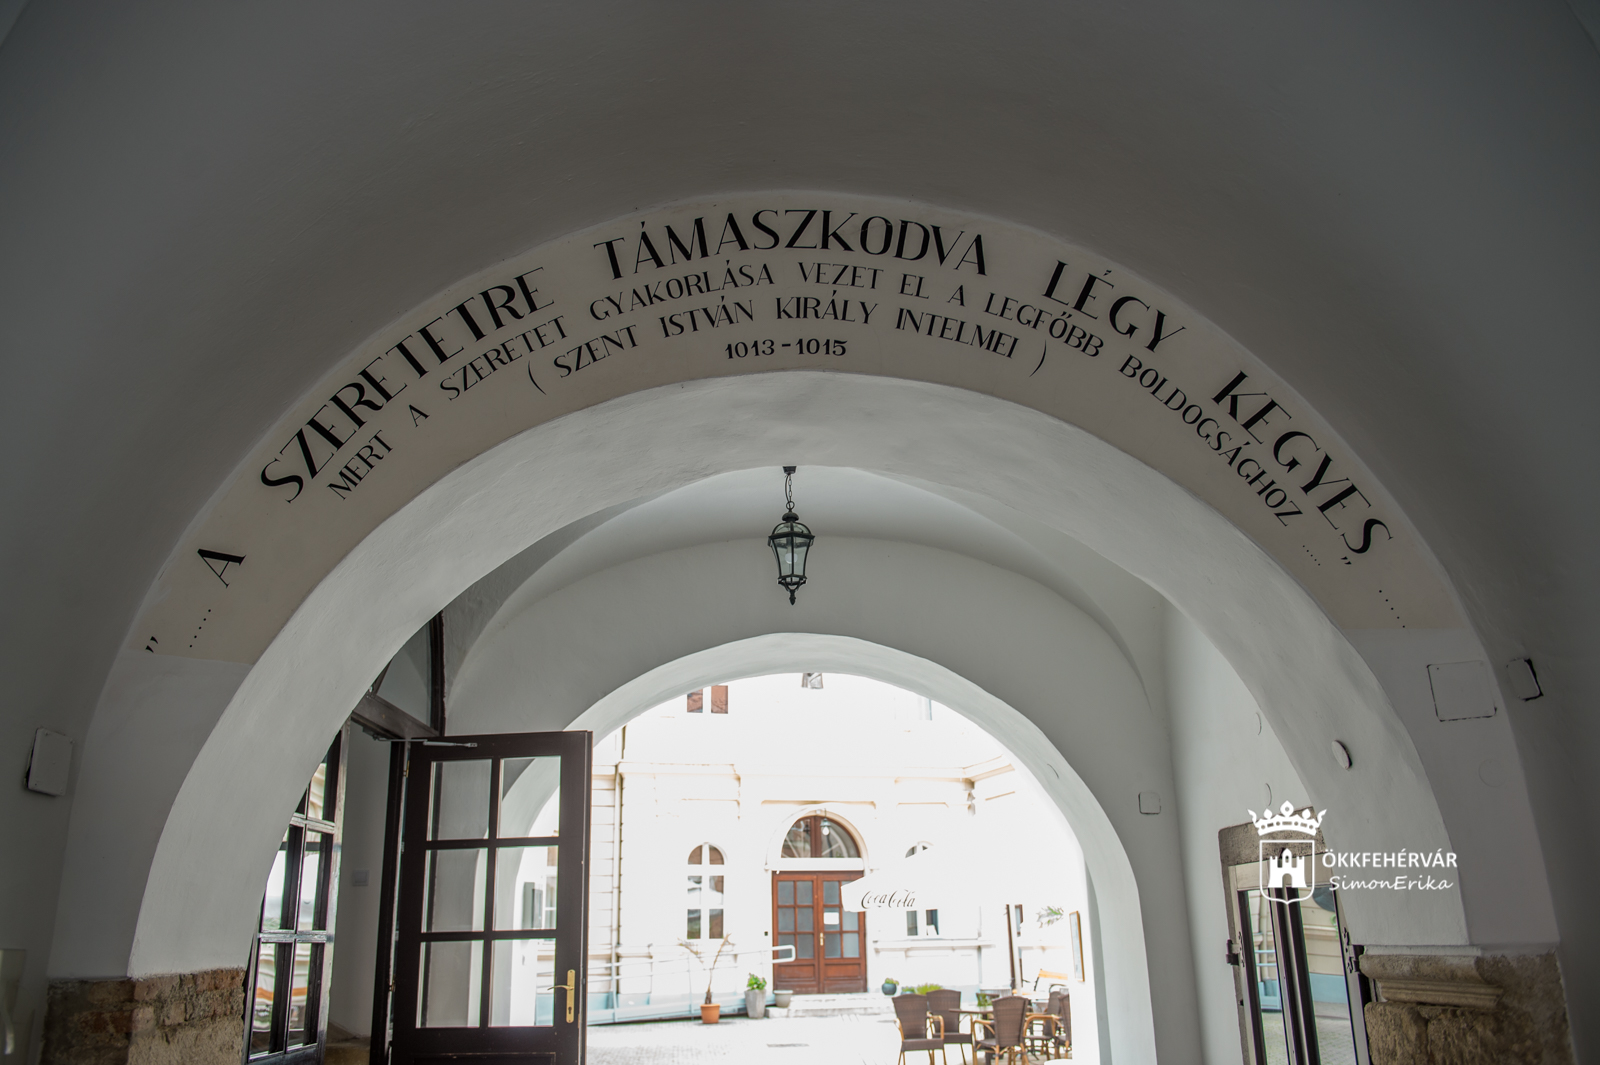 „ ..... A SZERETETRE TÁMASZKODVA LÉGY KEGYES .....
MERT A SZERETET GYAKORLÁSA VEZET EL A LEGFŐBB BOLDOGSÁGHOZ ..... ”
( SZENT ISTVÁN KIRÁLY INTELMEI )
1013-1015
Coca-Cola
ÖKKFEHÉRVÁR
SimonErika